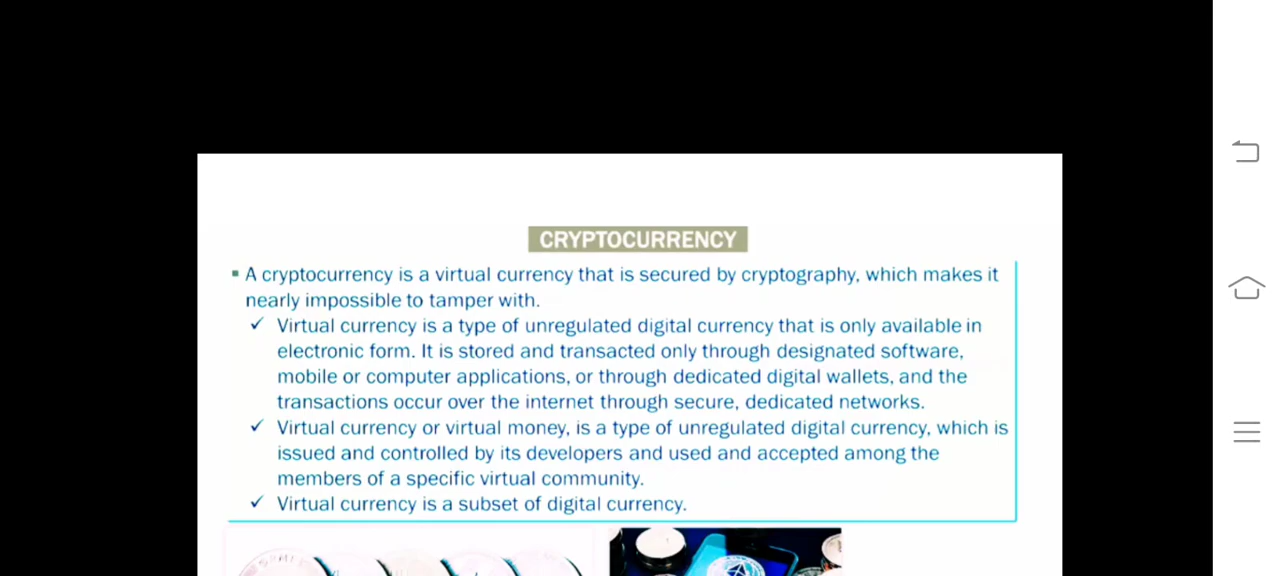 CRYPTOCURRENCY
▪ A cryptocurrency is a virtual currency that is secured by cryptography, which makes it
nearly impossible to tamper with.
✓ Virtual currency is a type of unregulated digital currency that is only available in
electronic form. It is stored and transacted only through designated software,
mobile or computer applications, or through dedicated digital wallets, and the
transactions occur over the internet through secure, dedicated networks.
✓ Virtual currency or virtual money, is a type of unregulated digital currency, which is
issued and controlled by its developers and used and accepted among the
members of a specific virtual community.
✓ Virtual currency is a subset of digital currency.